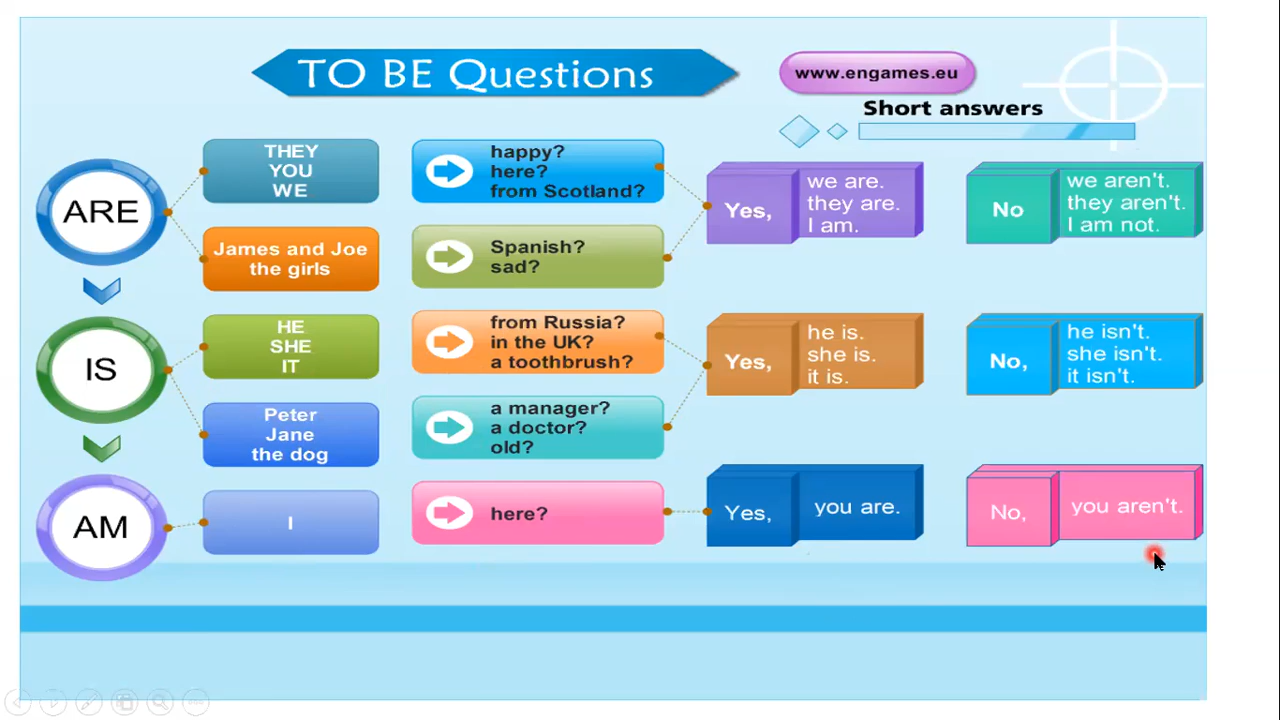 TO BE Questions
www.engames.eu
Short answers
ARE
THEY
YOU
WE
James and Joe
the girls
happy?
here?
from Scotland?
Spanish?
sad?
Yes,
we are.
they are.
I am.
No
we aren't.
they aren't.
I am not.
IS
HE
SHE
IT
Peter
Jane
the dog
from Russia?
in the UK?
a toothbrush?
a manager?
a doctor?
old?
Yes,
he is.
she is.
it is.
No,
he isn't.
she isn't.
it isn't.
AM
I
here?
Yes,
you are.
No,
you aren't.